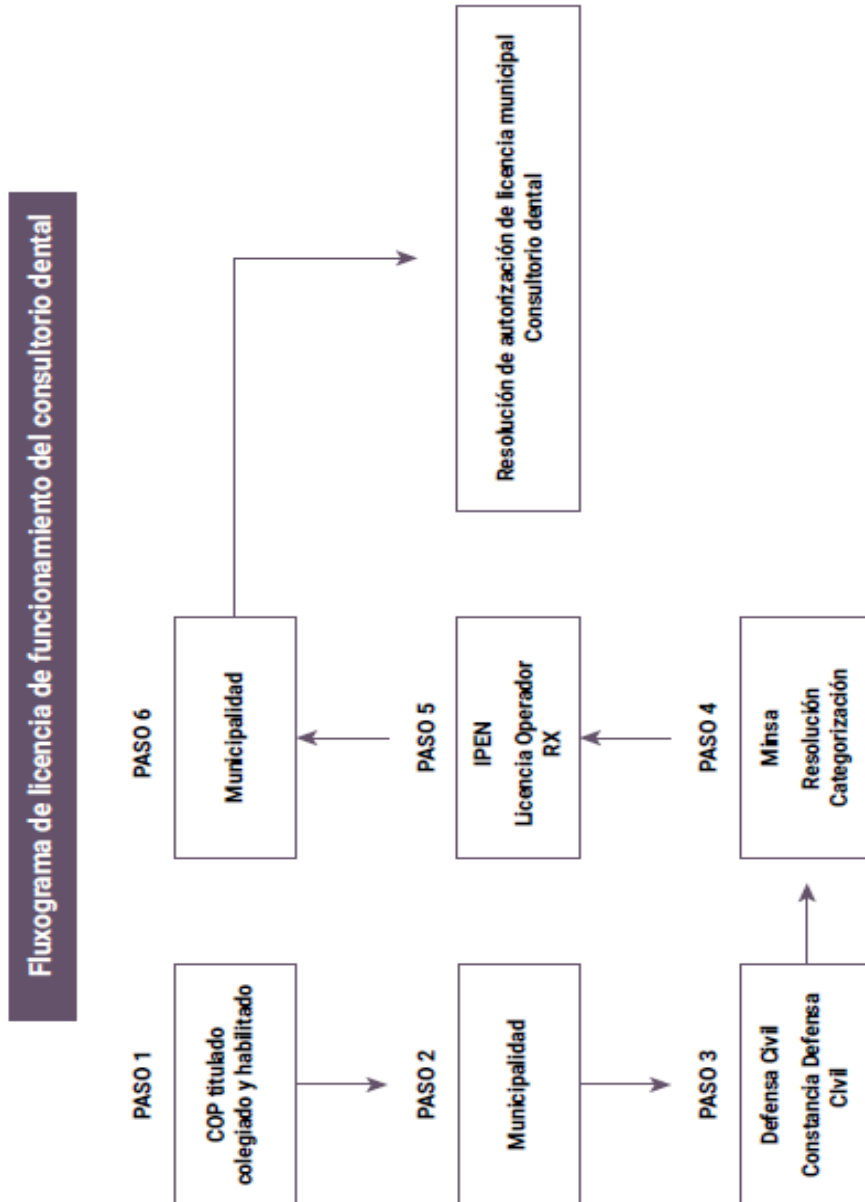 Fluxograma de licencia de funcionamiento del consultorio dental
PASO 1
COP titulado
colegiado y habilitado
PASO 2
Municipalidad
PASO 3
Defensa Civil
Constancia Defensa
CIvil
PASO 4
Minsa
Resolución
Categorización
PASO 5
IPEN
Licencia Operador
RX
PASO 6
Municipalidad
Resolución de autorización de licencia municipal
Consultorio dental